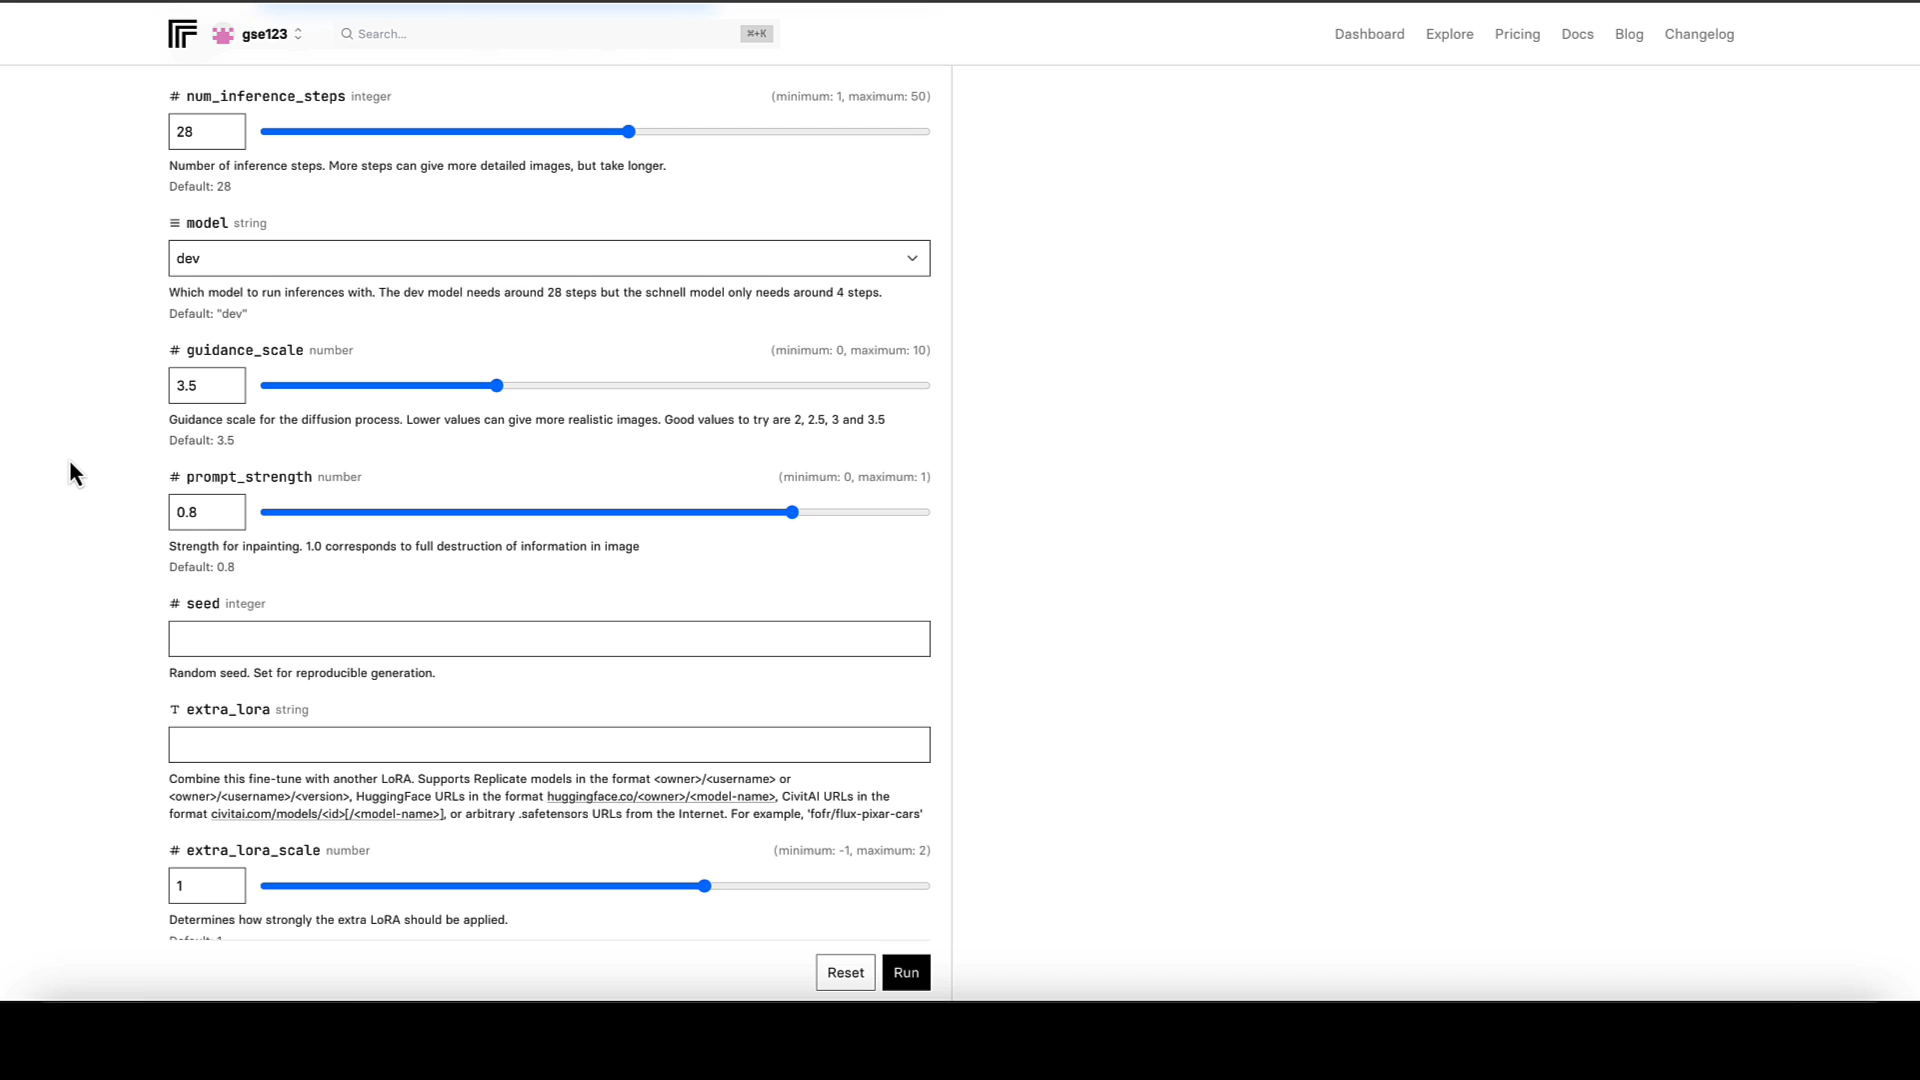 gse123
Search...
⌘+K
Dashboard Explore Pricing Docs Blog Changelog
# num_inference_steps integer (minimum: 1, maximum: 50)
28
Number of inference steps. More steps can give more detailed images, but take longer.
Default: 28
model string
dev
Which model to run inferences with. The dev model needs around 28 steps but the schnell model only needs around 4 steps.
Default: "dev"
# guidance_scale number (minimum: 0, maximum: 10)
3.5
Guidance scale for the diffusion process. Lower values can give more realistic images. Good values to try are 2, 2.5, 3 and 3.5
Default: 3.5
# prompt_strength number (minimum: 0, maximum: 1)
0.8
Strength for inpainting. 1.0 corresponds to full destruction of information in image
Default: 0.8
# seed integer
Random seed. Set for reproducible generation.
T extra_lora string
Combine this fine-tune with another LoRA. Supports Replicate models in the format <owner>/<username> or
<owner>/<username>/<version>, HuggingFace URLs in the format huggingface.co/<owner>/<model-name>, CivitAI URLs in the
format civitai.com/models/<id>[/<model-name>], or arbitrary .safetensors URLs from the Internet. For example, 'fofr/flux-pixar-cars'
# extra_lora_scale number (minimum: -1, maximum: 2)
1
Determines how strongly the extra LoRA should be applied.
Default: 1
Reset Run